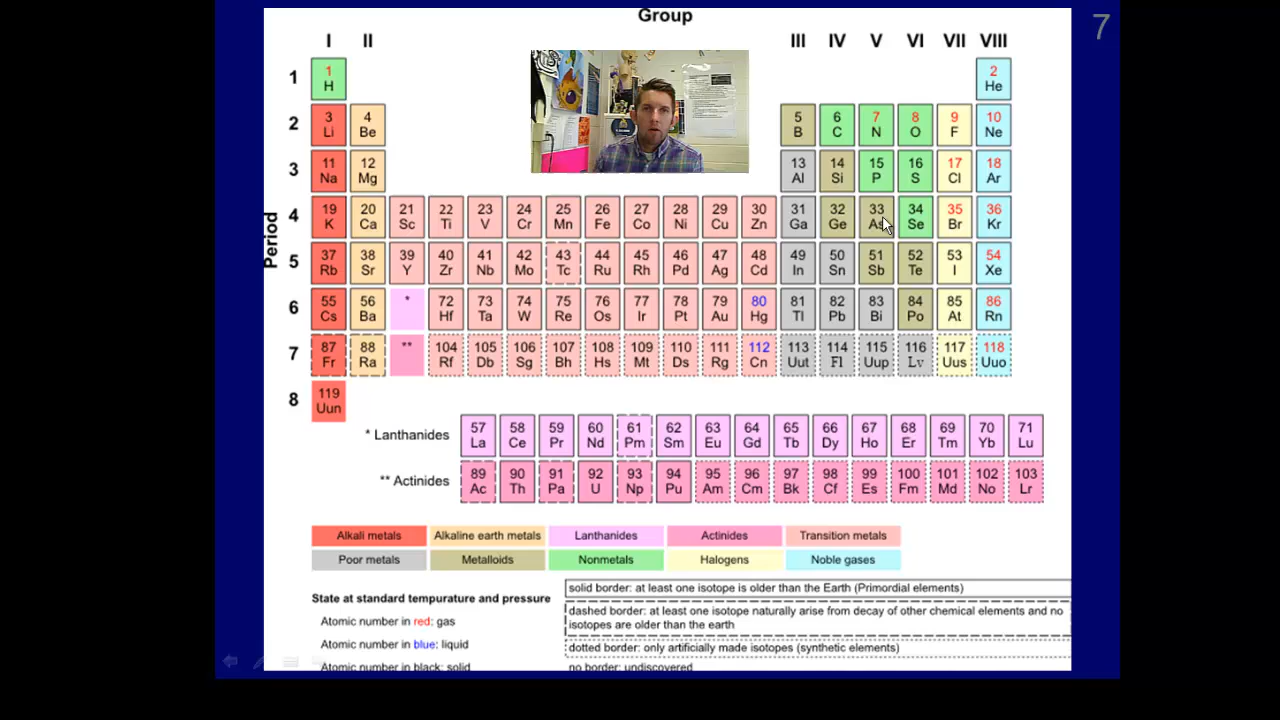 Group
7
I II III IV V VI VII VIII
1 1 2
H He
2 3 4 5 6 7 8 9 10
Li Be B C N O F Ne
3 11 12 13 14 15 16 17 18
Na Mg Al Si P S Cl Ar
Period
4 19 20 21 22 23 24 25 26 27 28 29 30 31 32 33 34 35 36
K Ca Sc Ti V Cr Mn Fe Co Ni Cu Zn Ga Ge As Se Br Kr
5 37 38 39 40 41 42 43 44 45 46 47 48 49 50 51 52 53 54
Rb Sr Y Zr Nb Mo Tc Ru Rh Pd Ag Cd In Sn Sb Te I Xe
6 55 56 * 72 73 74 75 76 77 78 79 80 81 82 83 84 85 86
Cs Ba Hf Ta W Re Os Ir Pt Au Hg Tl Pb Bi Po At Rn
7 87 88 ** 104 105 106 107 108 109 110 111 112 113 114 115 116 117 118
Fr Ra Rf Db Sg Bh Hs Mt Ds Rg Cn Uut Fl Uup Lv Uus Uuo
8 119
Uun
* Lanthanides 57 58 59 60 61 62 63 64 65 66 67 68 69 70 71
La Ce Pr Nd Pm Sm Eu Gd Tb Dy Ho Er Tm Yb Lu
** Actinides 89 90 91 92 93 94 95 96 97 98 99 100 101 102 103
Ac Th Pa U Np Pu Am Cm Bk Cf Es Fm Md No Lr
Alkali metals Alkaline earth metals Lanthanides Actinides Transition metals
Poor metals Metalloids Nonmetals Halogens Noble gases
State at standard tempurature and pressure
Atomic number in red: gas
Atomic number in blue: liquid
Atomic number in black: solid
solid border: at least one isotope is older than the Earth (Primordial elements)
dashed border: at least one isotope naturally arise from decay of other chemical elements and no
isotopes are older than the earth
dotted border: only artificially made isotopes (synthetic elements)
no border: undiscovered